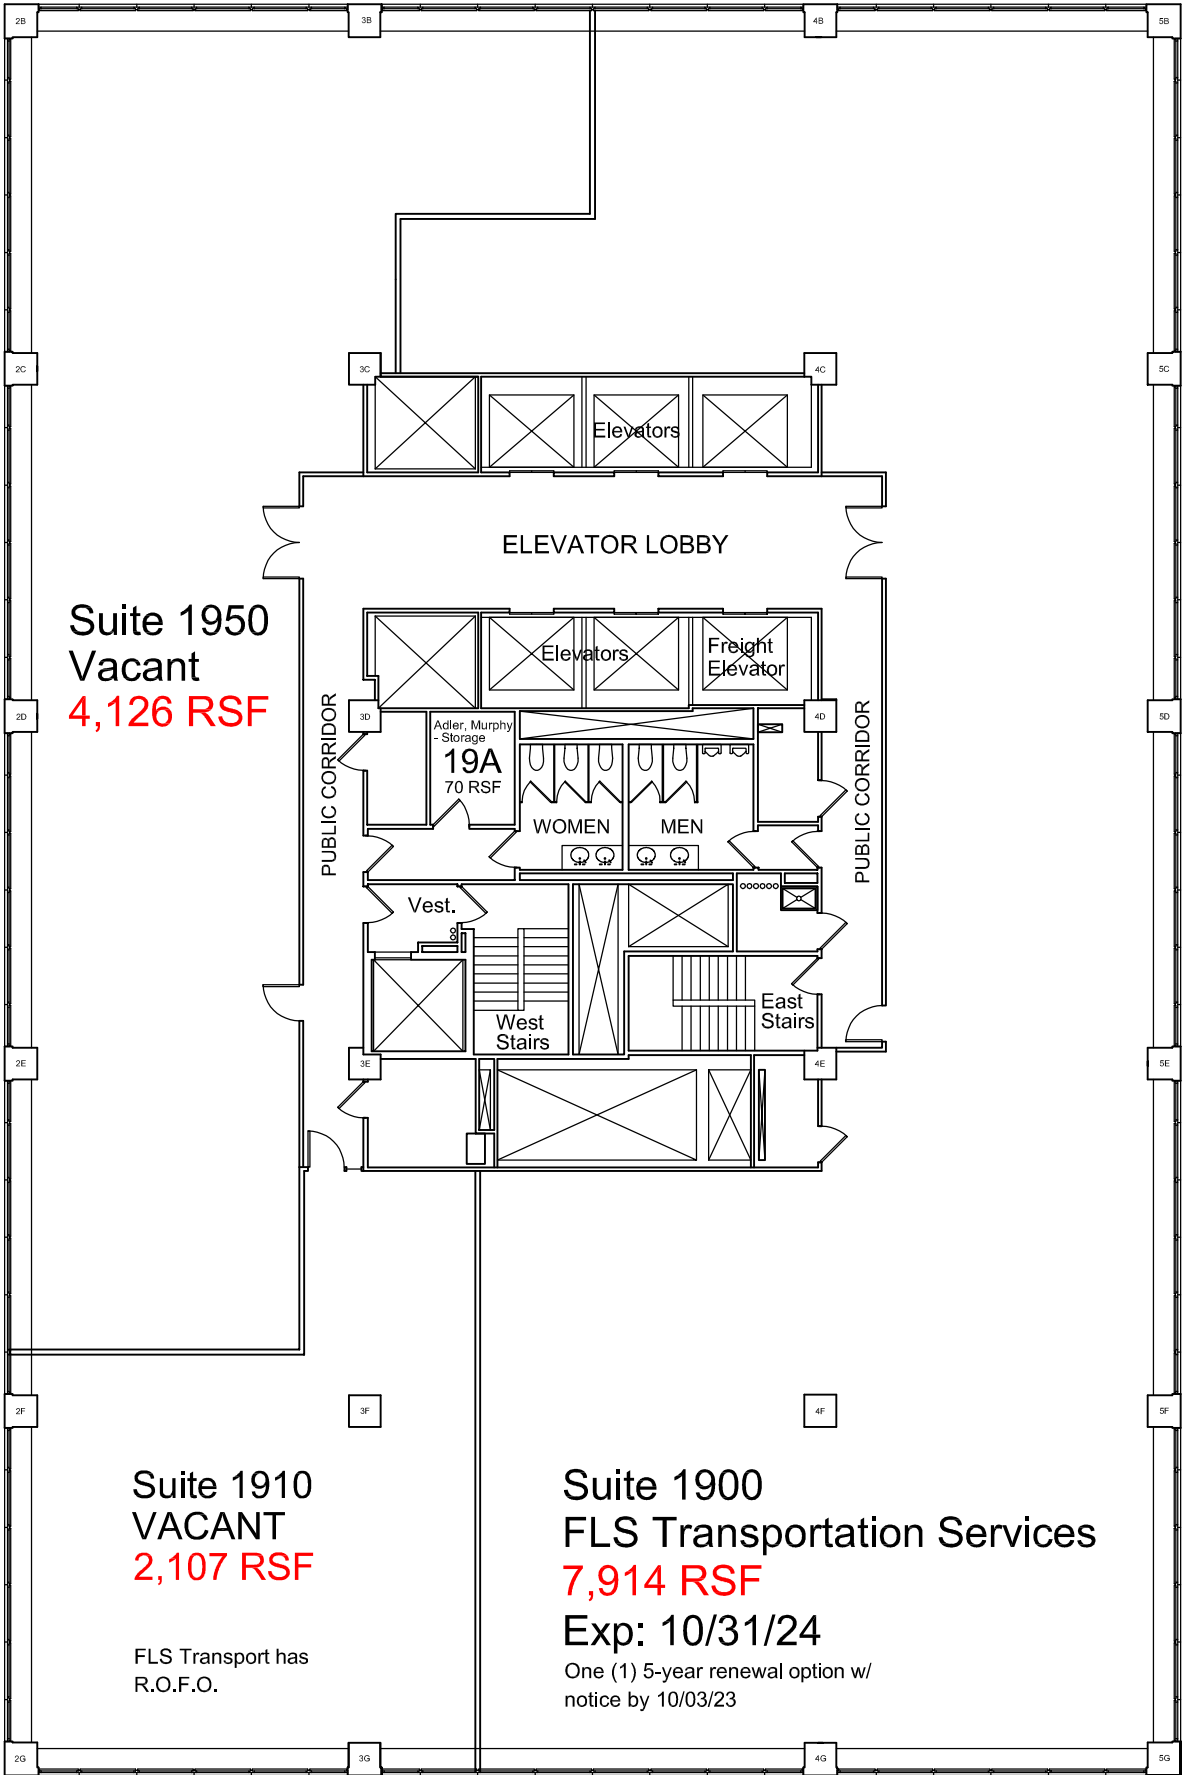 2B
3B
4B
5B
2C
3C
4C
5C
Elevators
ELEVATOR LOBBY
Suite 1950
Vacant
4,126 RSF
Elevators
Freight
Elevator
2D
3D
4D
5D
PUBLIC CORRIDOR
Adler, Murphy
- Storage
19A
70 RSF
WOMEN
MEN
PUBLIC CORRIDOR
Vest.
West
Stairs
East
Stairs
2E
3E
4E
5E
2F
3F
4F
5F
Suite 1910
VACANT
2,107 RSF
FLS Transport has
R.O.F.O.
Suite 1900
FLS Transportation Services
7,914 RSF
Exp: 10/31/24
One (1) 5-year renewal option w/
notice by 10/03/23
2G
3G
4G
5G